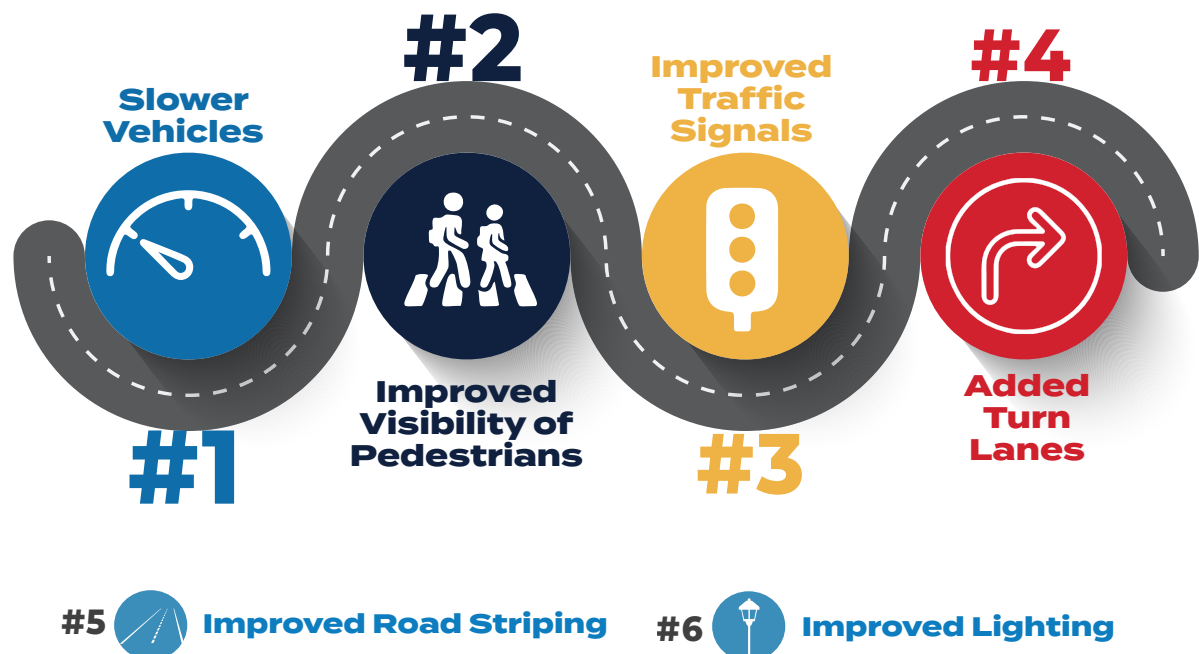 Slower
Vehicles
#1
#2
Improved
Visibility of
Pedestrians
Improved
Traffic
Signals
#3
#4
Added
Turn
Lanes
#5 Improved Road Striping
#6 Improved Lighting